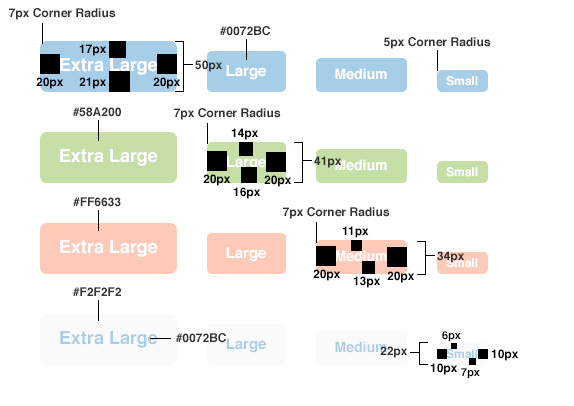 7px Corner Radius
#0072BC
17px
5px Corner Radius
Extra Large
50px
Large
Medium
Small
20px
21px
20px
#58A200
7px Corner Radius
14px
Extra Large
Large
41px
Medium
Small
20px
20px
16px
#FF6633
7px Corner Radius
11px
Extra Large
Large
Medium
34px
Small
20px
20px
13px
#F2F2F2
6px
Extra Large
#0072BC
Large
Medium
22px
Small
10px
10px
7px